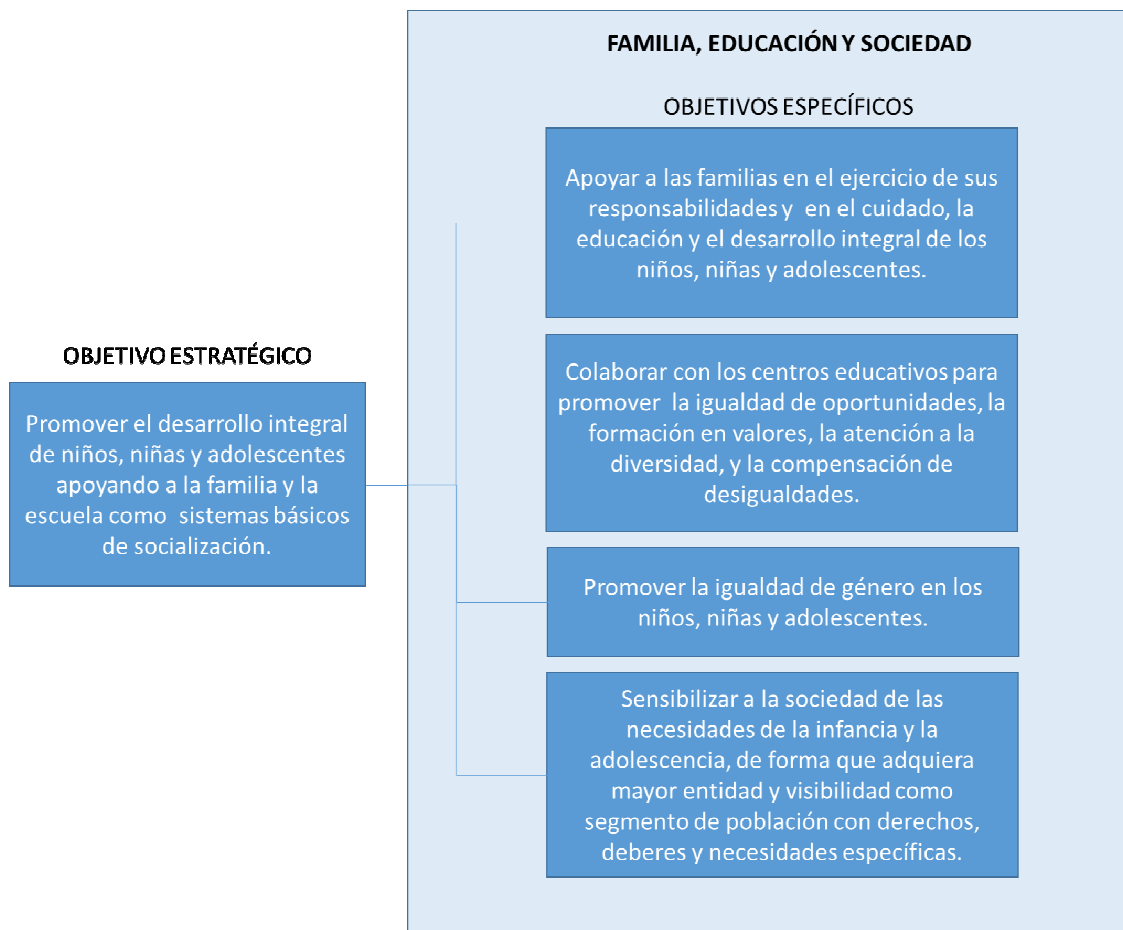 FAMILIA, EDUCACIÓN Y SOCIEDAD
OBJETIVOS ESPECÍFICOS
Apoyar a las familias en el ejercicio de sus
responsabilidades y en el cuidado, la
educación y el desarrollo integral de los
niños, niñas y adolescentes.
Colaborar con los centros educativos para
promover la igualdad de oportunidades, la
formación en valores, la atención a la
diversidad, y la compensación de
desigualdades.
OBJETIVO ESTRATÉGICO
Promover el desarrollo integral
de niños, niñas y adolescentes
apoyando a la familia y la
escuela como sistemas básicos
de socialización.
Promover la igualdad de género en los
niños, niñas y adolescentes.
Sensibilizar a la sociedad de las
necesidades de la infancia y la
adolescencia, de forma que adquiera
mayor entidad y visibilidad como
segmento de población con derechos,
deberes y necesidades específicas.